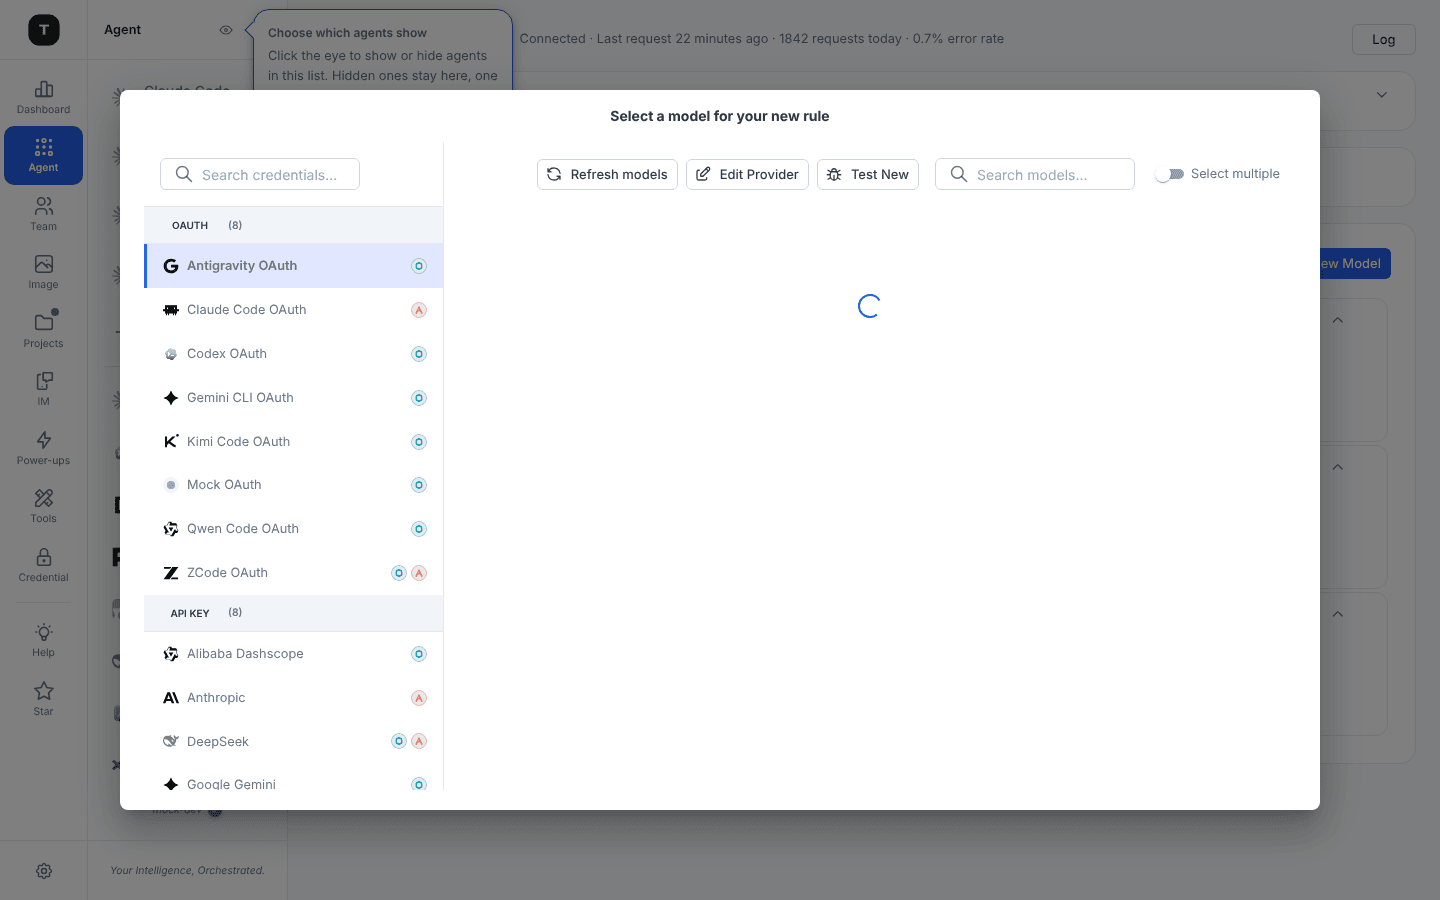 T
Agent
Choose which agents show
Click the eye to show or hide agents
in this list. Hidden ones stay here, one
Connected · Last request 22 minutes ago · 1842 requests today · 0.7% error rate
Log
Dashboard
Agent
Team
Image
Projects
IM
Power-ups
Tools
Credential
Help
Star
Claude Code
Select a model for your new rule
Search credentials...
Refresh models
Edit Provider
Test New
Search models...
Select multiple
OAUTH (8)
Antigravity OAuth
Claude Code OAuth
Codex OAuth
Gemini CLI OAuth
Kimi Code OAuth
Mock OAuth
Qwen Code OAuth
ZCode OAuth
API KEY (8)
Alibaba Dashscope
Anthropic
DeepSeek
Google Gemini
ew Model
Your Intelligence, Orchestrated.